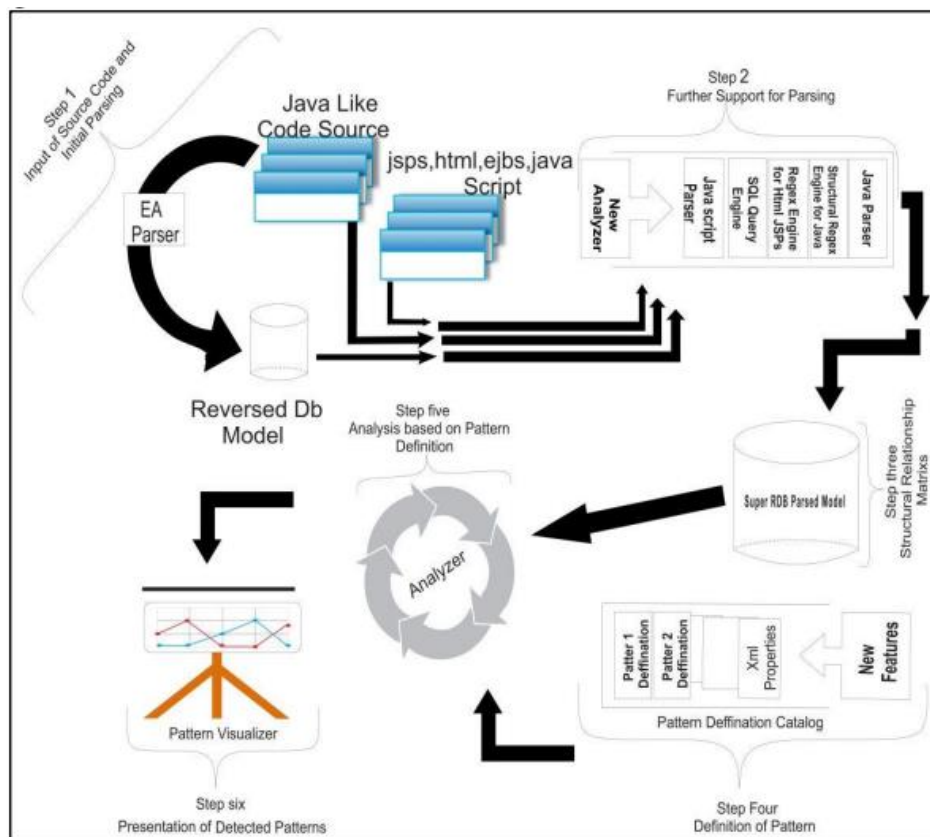 Step 1
Input of Source Code and
Initial Parsing
EA
Parser
Java Like
Code Source
jsps,html,ejbs,java
Script
Step 2
Further Support for Parsing
New
Analyzer
Java script
Parser
SQL Query
Engine
Regex Engine
for Html JSPs
Structural Regex
Engine for Java
Java Parser
Reversed Db
Model
Step five
Analysis based on Pattern
Definition
Analyzer
Super RDB Parsed Model
Step three
Structural Relationship
Matrixs
Patter 1
Deffination
Patter 2
Deffination
Xml
Properties
New
Features
Pattern Deffination Catalog
Pattern Visualizer
Step six
Presentation of Detected Patterns
Step Four
Definition of Pattern